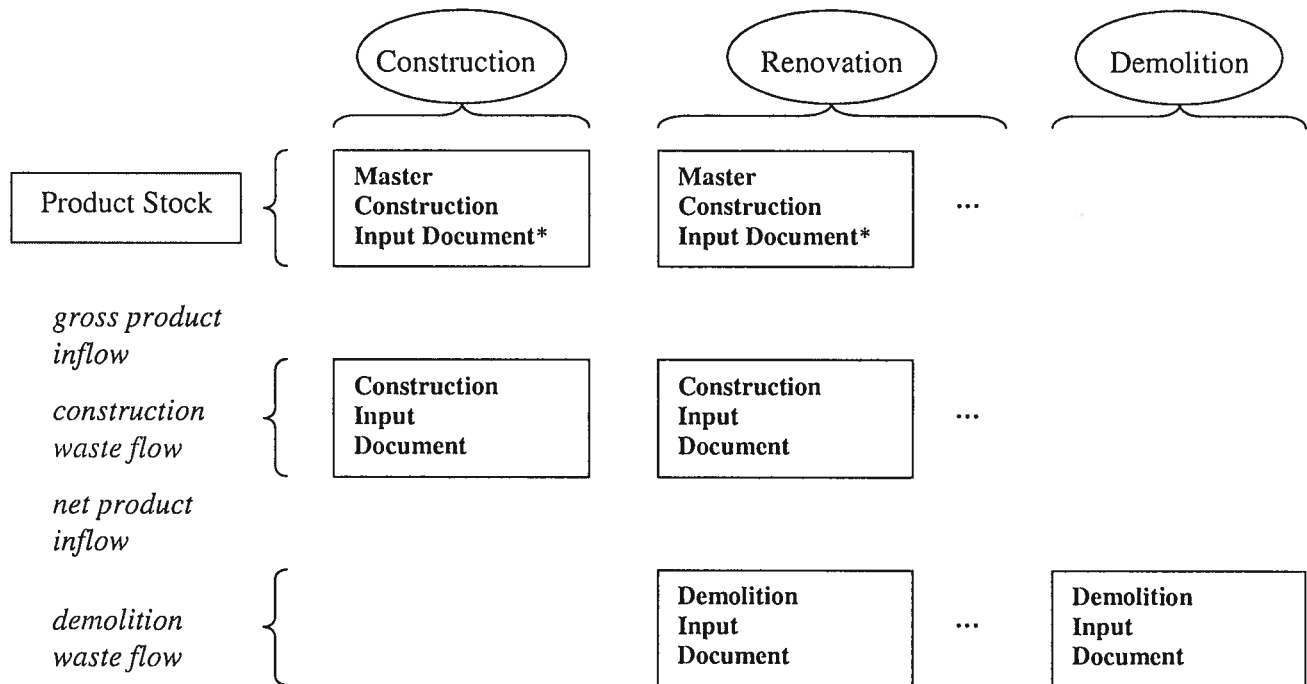 Construction
Renovation
Demolition
Product Stock
Master
Construction
Input Document*
Master
Construction
Input Document*
...
gross product
inflow
construction
waste flow
Construction
Input
Document
Construction
Input
Document
...
net product
inflow
demolition
waste flow
Demolition
Input
Document
...
Demolition
Input
Document